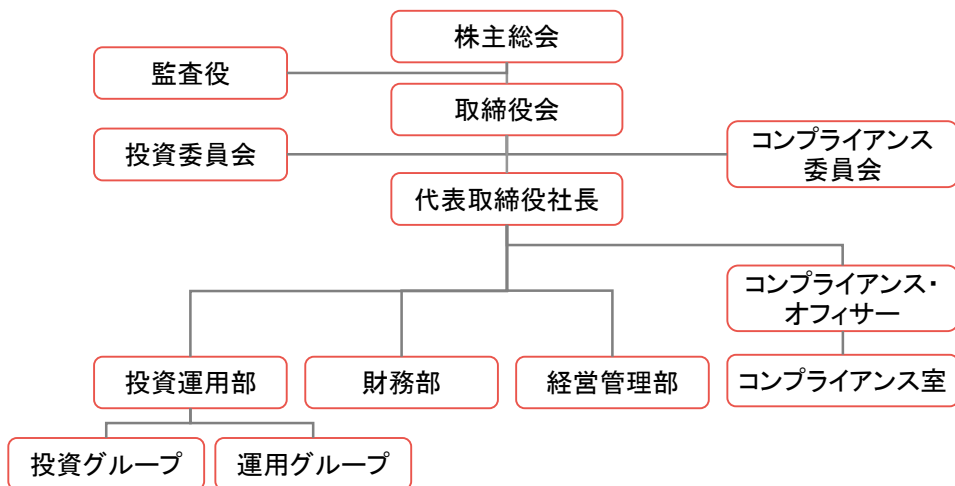 株主総会
監査役
取締役会
投資委員会
コンプライアンス
委員会
代表取締役社長
コンプライアンス・
オフィサー
投資運用部
財務部
経営管理部
コンプライアンス室
投資グループ
運用グループ